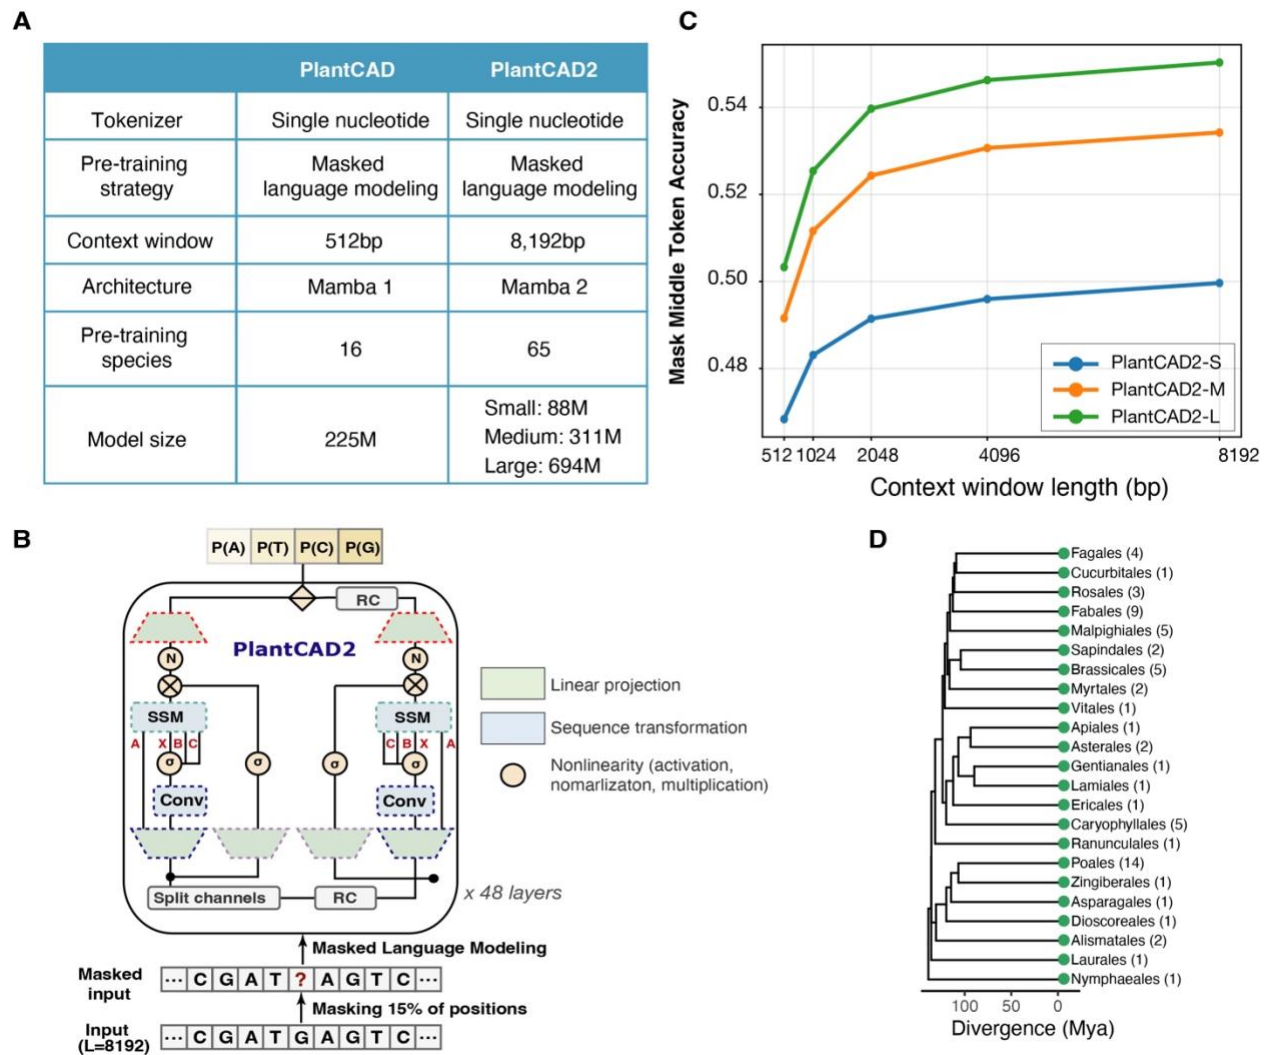 A
PlantCAD PlantCAD2
Tokenizer Single nucleotide Single nucleotide
Pre-training strategy Masked language modeling Masked language modeling
Context window 512bp 8,192bp
Architecture Mamba 1 Mamba 2
Pre-training species 16 65
Model size 225M Small: 88M
Medium: 311M
Large: 694M
C
Mask Middle Token Accuracy
0.54
0.52
0.50
0.48
PlantCAD2-S
PlantCAD2-M
PlantCAD2-L
512 1024 2048 4096 8192
Context window length (bp)
B
P(A) P(T) P(C) P(G)
RC
PlantCAD2
N N
SSM SSM
A X B C C B X A
σ σ σ σ
Conv Conv
Split channels RC
x 48 layers
Linear projection
Sequence transformation
Nonlinearity (activation,
nomarlizaton, multiplication)
Masked Language Modeling
Masked
input
··· C G A T ? A G T C ···
Masking 15% of positions
Input
(L=8192)
··· C G A T G A G T C ···
D
Fagales (4)
Cucurbitales (1)
Rosales (3)
Fabales (9)
Malpighiales (5)
Sapindales (2)
Brassicales (5)
Myrtales (2)
Vitales (1)
Apiales (1)
Asterales (2)
Gentianales (1)
Lamiales (1)
Ericales (1)
Caryophyllales (5)
Ranunculales (1)
Poales (14)
Zingiberales (1)
Asparagales (1)
Dioscoreales (1)
Alismatales (2)
Laurales (1)
Nymphaeales (1)
100 50 0
Divergence (Mya)